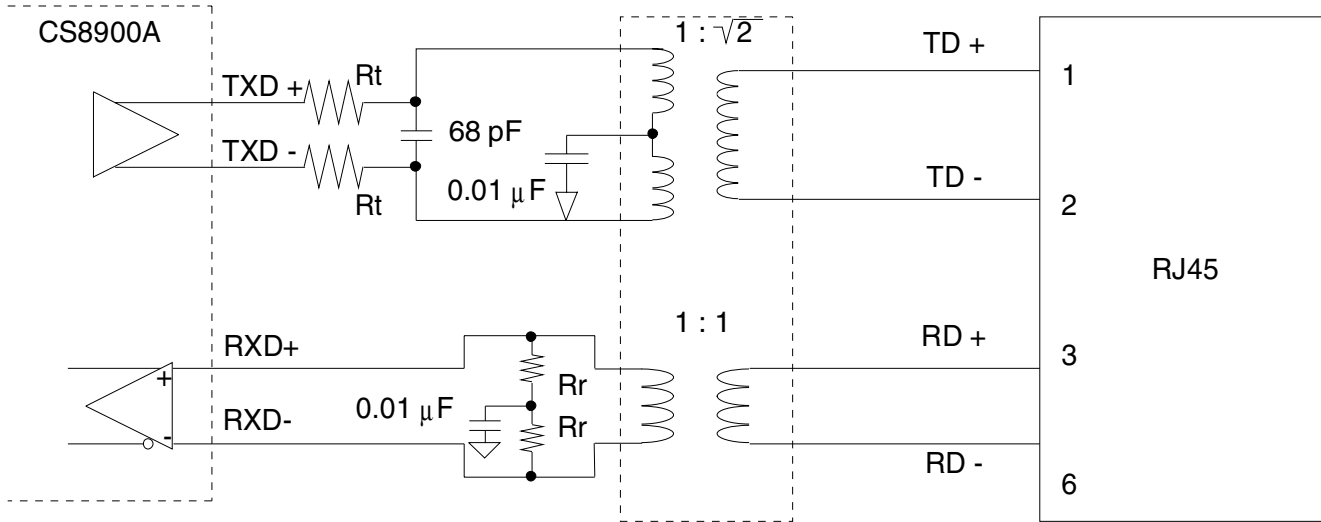 CS8900A
1 : √2
TD +
1
TXD +
Rt
68 pF
TXD -
Rt
0.01 μF
TD -
2
RJ45
1 : 1
RXD+
RD +
3
+
Rr
0.01 μF
RXD-
Rr
-
RD -
6